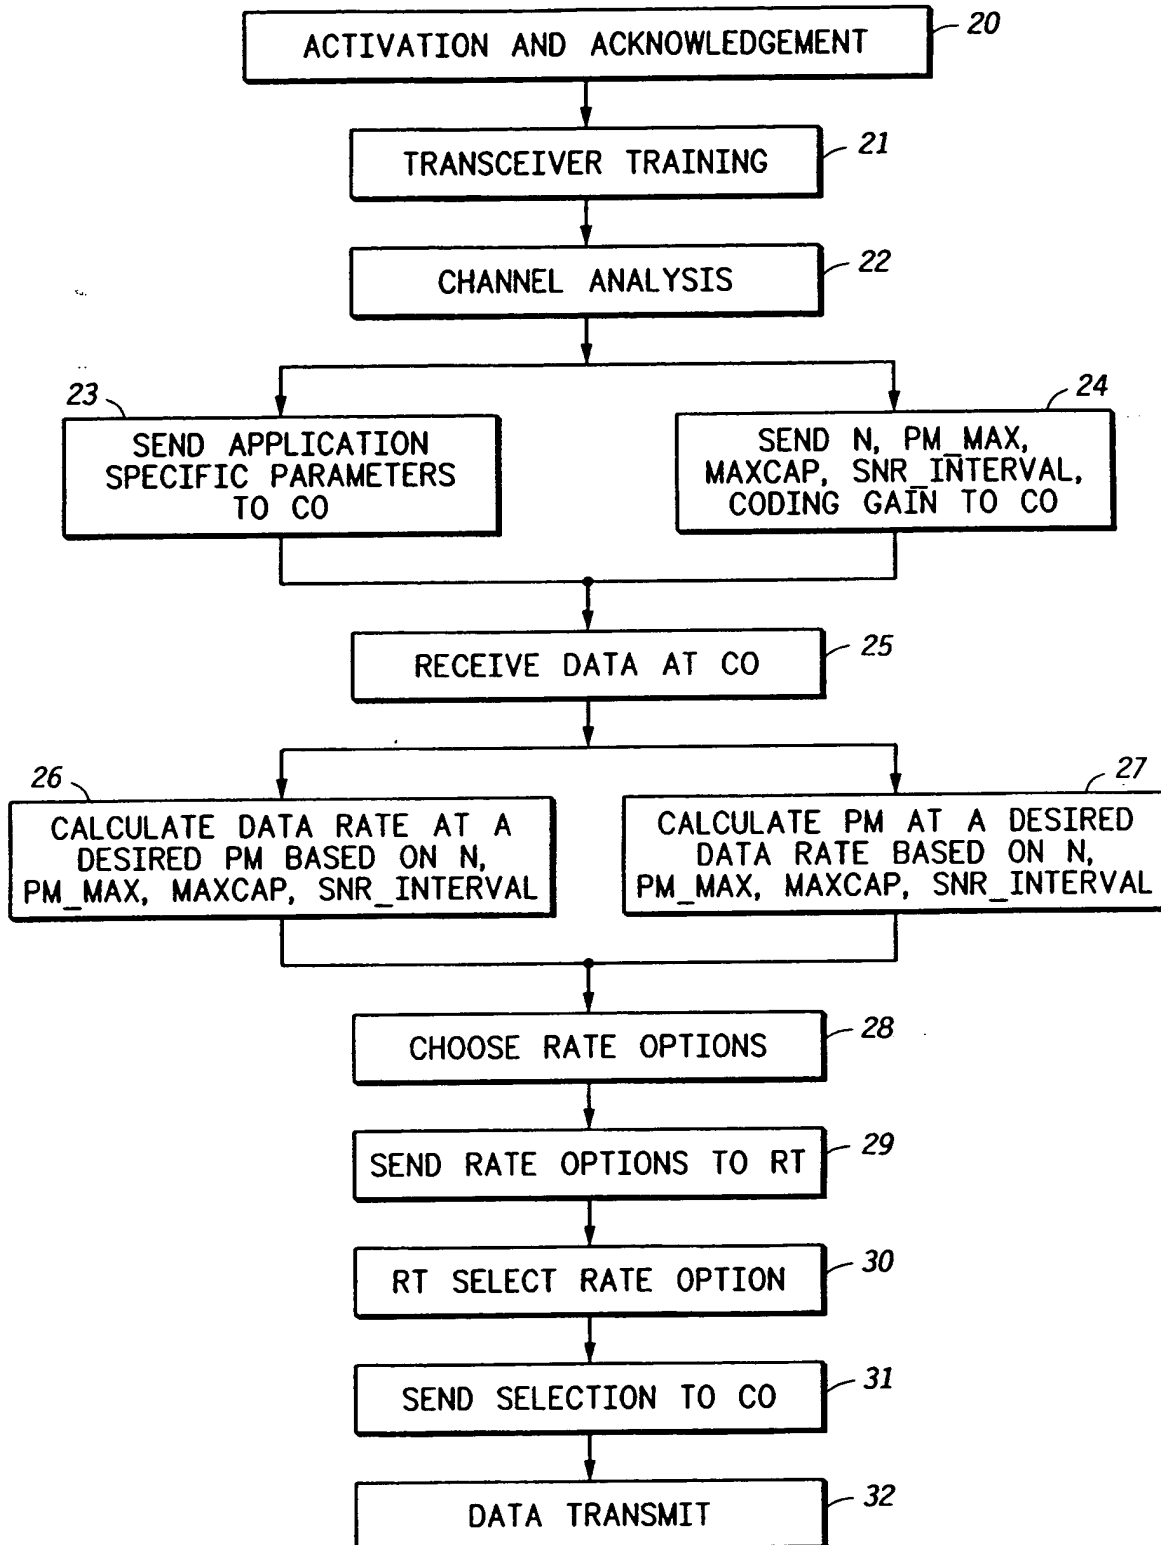 ACTIVATION AND ACKNOWLEDGEMENT
20
TRANSCEIVER TRAINING
21
CHANNEL ANALYSIS
22
23
SEND APPLICATION
SPECIFIC PARAMETERS
TO CO
24
SEND N, PM_MAX,
MAXCAP, SNR_INTERVAL,
CODING GAIN TO CO
RECEIVE DATA AT CO
25
26
CALCULATE DATA RATE AT A
DESIRED PM BASED ON N,
PM_MAX, MAXCAP, SNR_INTERVAL
27
CALCULATE PM AT A DESIRED
DATA RATE BASED ON N,
PM_MAX, MAXCAP, SNR_INTERVAL
CHOOSE RATE OPTIONS
28
SEND RATE OPTIONS TO RT
29
RT SELECT RATE OPTION
30
SEND SELECTION TO CO
31
DATA TRANSMIT
32